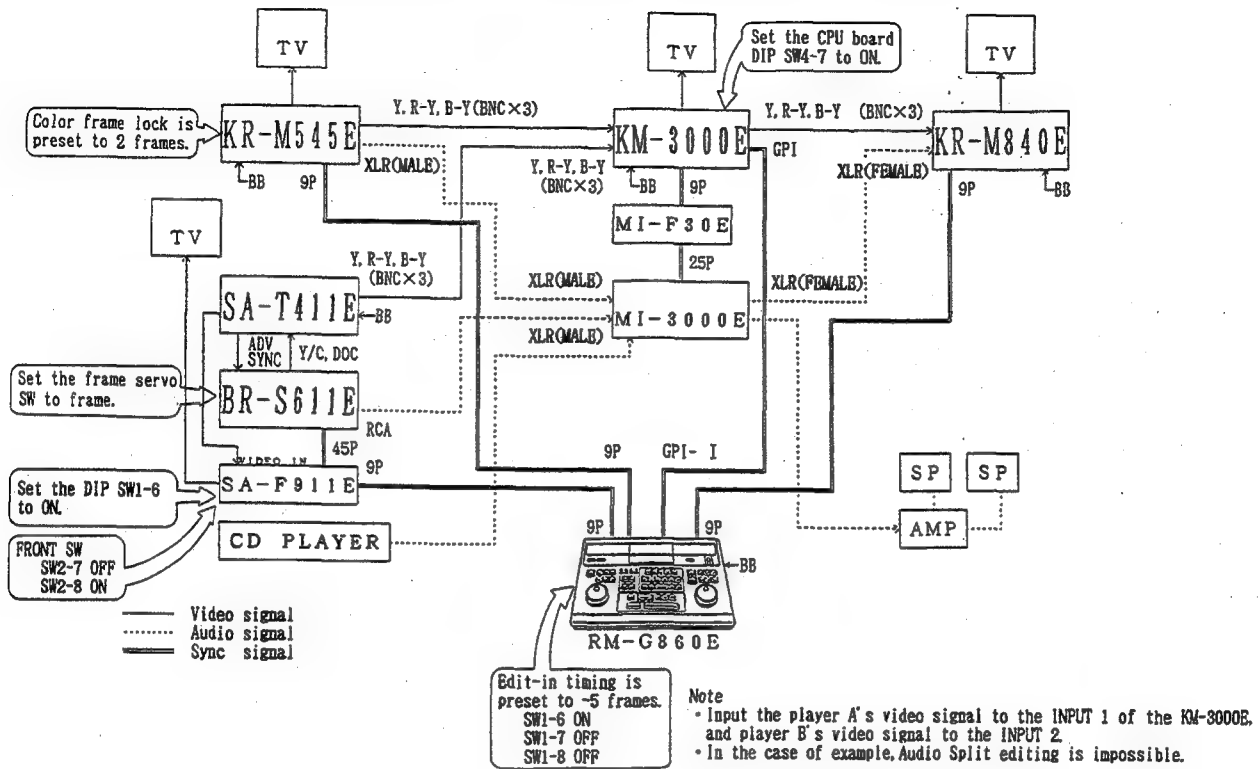 TV
TV
TV
Set the CPU board
DIP SW4-7 to ON.
Color frame lock is
preset to 2 frames.
KR-M545E
Y, R-Y, B-Y (BNC×3)
KM-3000E
Y, R-Y, B-Y (BNC×3)
KR-M840E
BB
9P
XLR(MALE)
Y, R-Y, B-Y
(BNC×3)
BB
9P
GPI
XLR(FEMALE)
9P
BB
MI-F30E
TV
25P
Y, R-Y, B-Y
(BNC×3)
XLR(MALE)
XLR(FEMALE)
SA-T411E
BB
MI-3000E
XLR(MALE)
ADV
SYNC
Y/C, DOC
Set the frame servo
SW to frame.
BR-S611E
RCA
45P
VIDEO IN
9P
9P
GPI- I
SA-F911E
Set the DIP SW1-6
to ON.
SP
SP
CD PLAYER
9P
9P
AMP
FRONT SW
SW2-7 OFF
SW2-8 ON
BB
Video signal
Audio signal
Sync signal
RM-G860E
Edit-in timing is
preset to -5 frames.
SW1-6 ON
SW1-7 OFF
SW1-8 OFF
Note
・Input the player A's video signal to the INPUT 1 of the KM-3000E,
and player B's video signal to the INPUT 2.
・In the case of example, Audio Split editing is impossible.